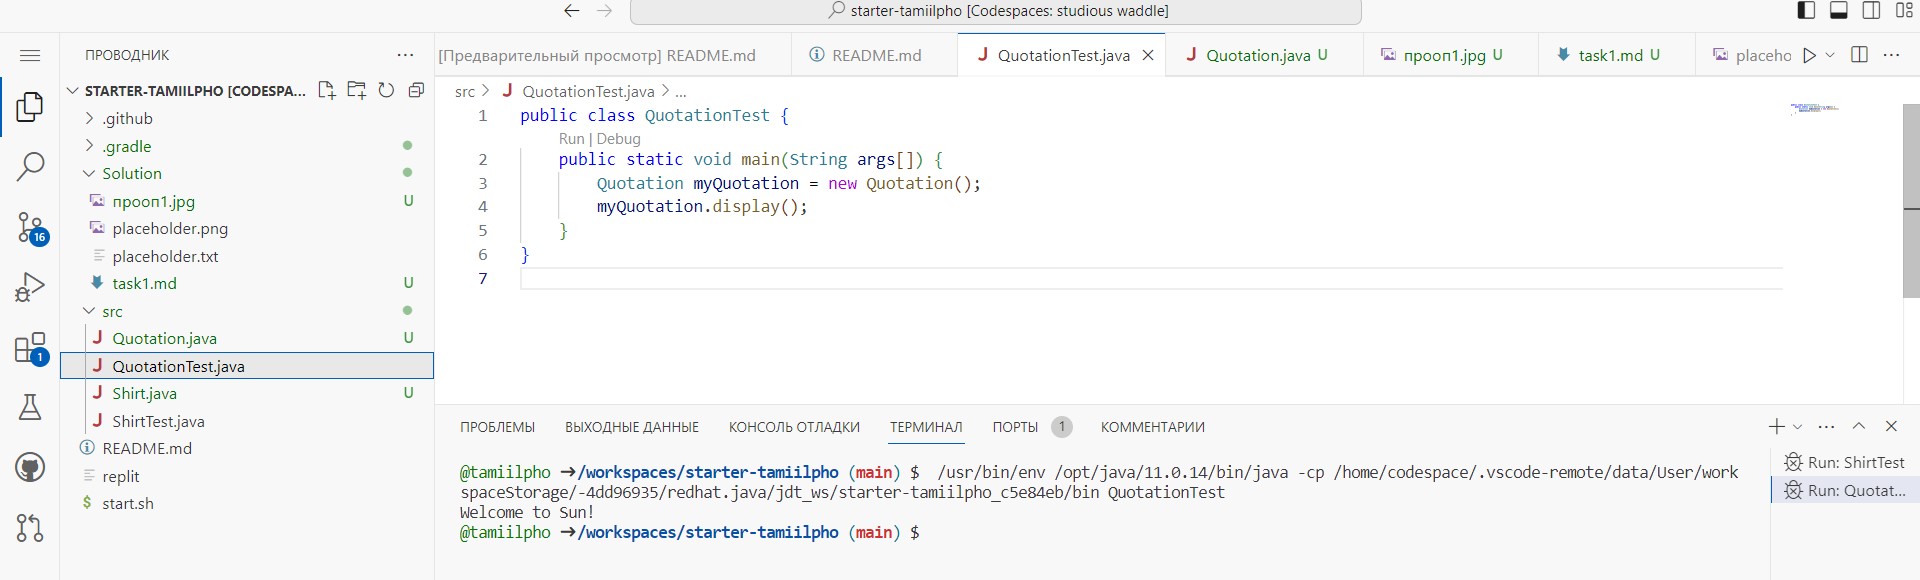 starter-tamiilpho [Codespaces: studious waddle]
ПРОВОДНИК
STARTER-TAMIILPHO [CODESPA...
.github
.gradle
Solution
прооп1.jpg U
placeholder.png
placeholder.txt
task1.md U
src
Quotation.java U
QuotationTest.java
Shirt.java U
ShirtTest.java
README.md
replit
$ start.sh
16
1
[Предварительный просмотр] README.md
README.md
QuotationTest.java
Quotation.java U
прооп1.jpg U
task1.md U
placeho
src > QuotationTest.java > ...
1 public class QuotationTest {
Run | Debug
2 public static void main(String args[]) {
3 Quotation myQuotation = new Quotation();
4 myQuotation.display();
5 }
6 }
7
ПРОБЛЕМЫ ВЫХОДНЫЕ ДАННЫЕ КОНСОЛЬ ОТЛАДКИ ТЕРМИНАЛ ПОРТЫ 1 КОММЕНТАРИИ
@tamiilpho →/workspaces/starter-tamiilpho (main) $ /usr/bin/env /opt/java/11.0.14/bin/java -cp /home/codespace/.vscode-remote/data/User/work
spaceStorage/-4dd96935/redhat.java/jdt_ws/starter-tamiilpho_c5e84eb/bin QuotationTest
Welcome to Sun!
@tamiilpho →/workspaces/starter-tamiilpho (main) $
Run: ShirtTest
Run: Quotat...